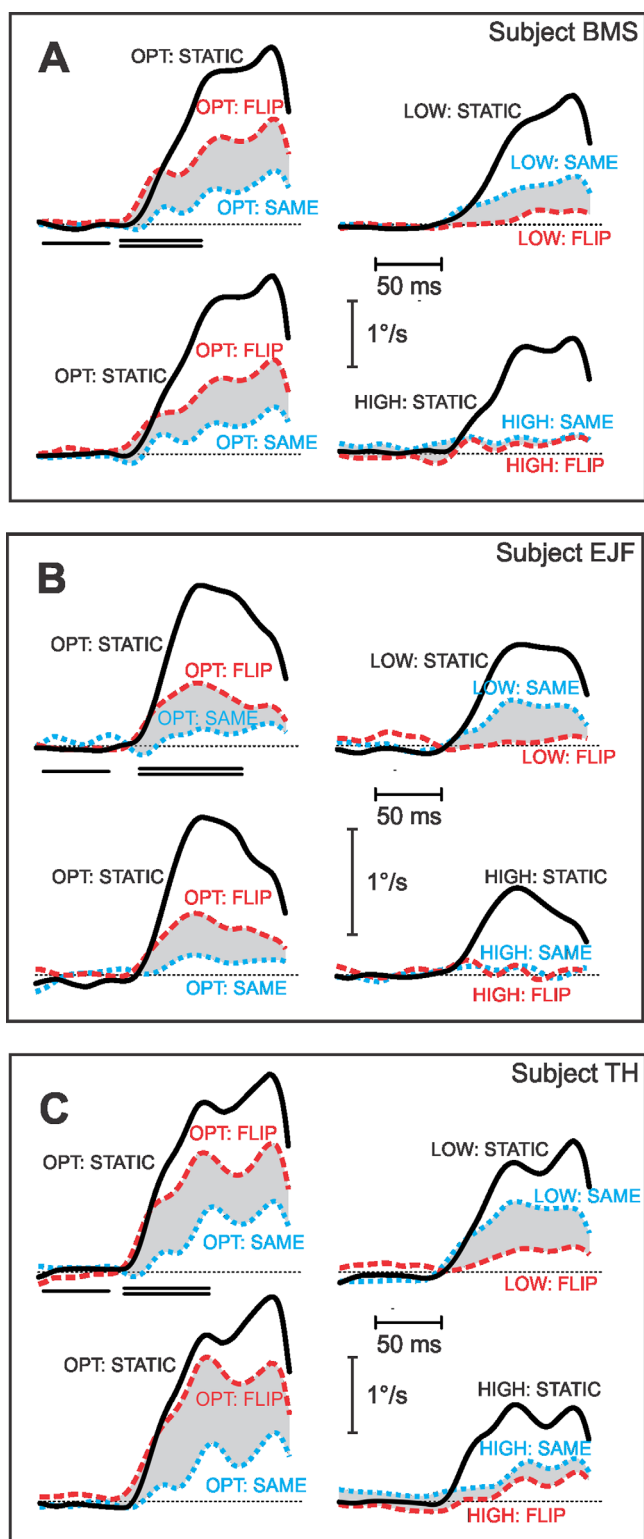 A
Subject BMS
OPT: STATIC
OPT: FLIP
OPT: SAME
LOW: STATIC
LOW: SAME
LOW: FLIP
50 ms
1°/s
OPT: STATIC
OPT: FLIP
OPT: SAME
HIGH: STATIC
HIGH: SAME
HIGH: FLIP
B
Subject EJF
OPT: STATIC
OPT: FLIP
OPT: SAME
LOW: STATIC
LOW: SAME
LOW: FLIP
50 ms
1°/s
OPT: STATIC
OPT: FLIP
OPT: SAME
HIGH: STATIC
HIGH: SAME
HIGH: FLIP
C
Subject TH
OPT: STATIC
OPT: FLIP
OPT: SAME
LOW: STATIC
LOW: SAME
LOW: FLIP
50 ms
1°/s
OPT: STATIC
OPT: FLIP
OPT: SAME
HIGH: STATIC
HIGH: SAME
HIGH: FLIP